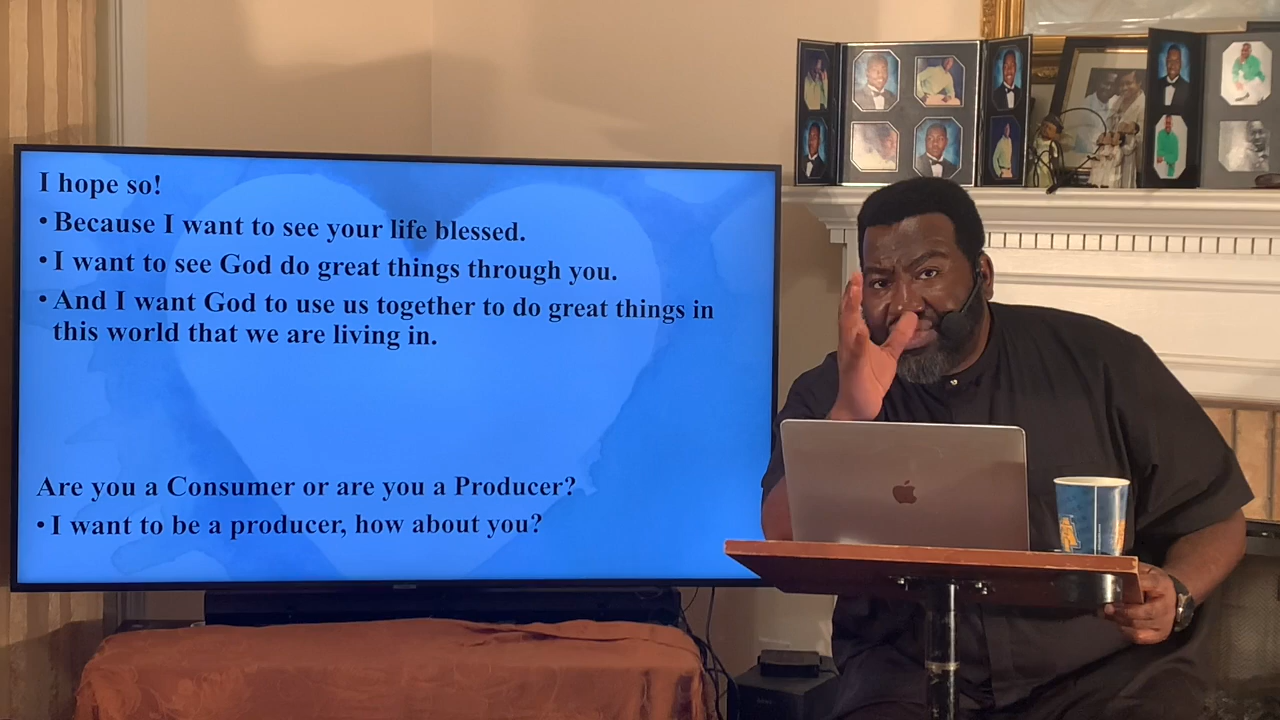 I hope so!
• Because I want to see your life blessed.
• I want to see God do great things through you.
• And I want God to use us together to do great things in
this world that we are living in.
Are you a Consumer or are you a Producer?
• I want to be a producer, how about you?